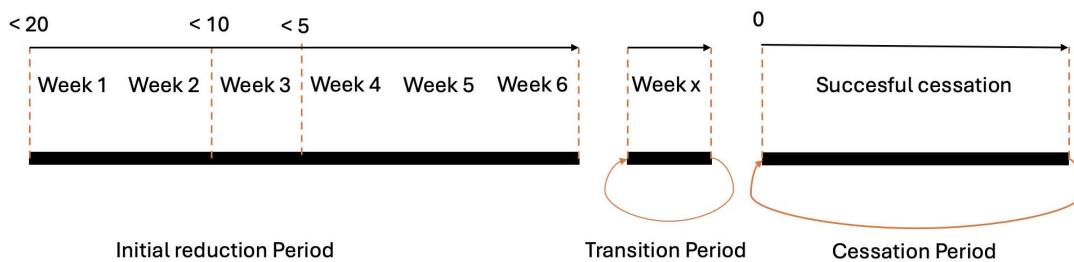 < 20 < 10 < 5 0
Week 1 Week 2 Week 3 Week 4 Week 5 Week 6 Week x Succesful cessation
Initial reduction Period Transition Period Cessation Period